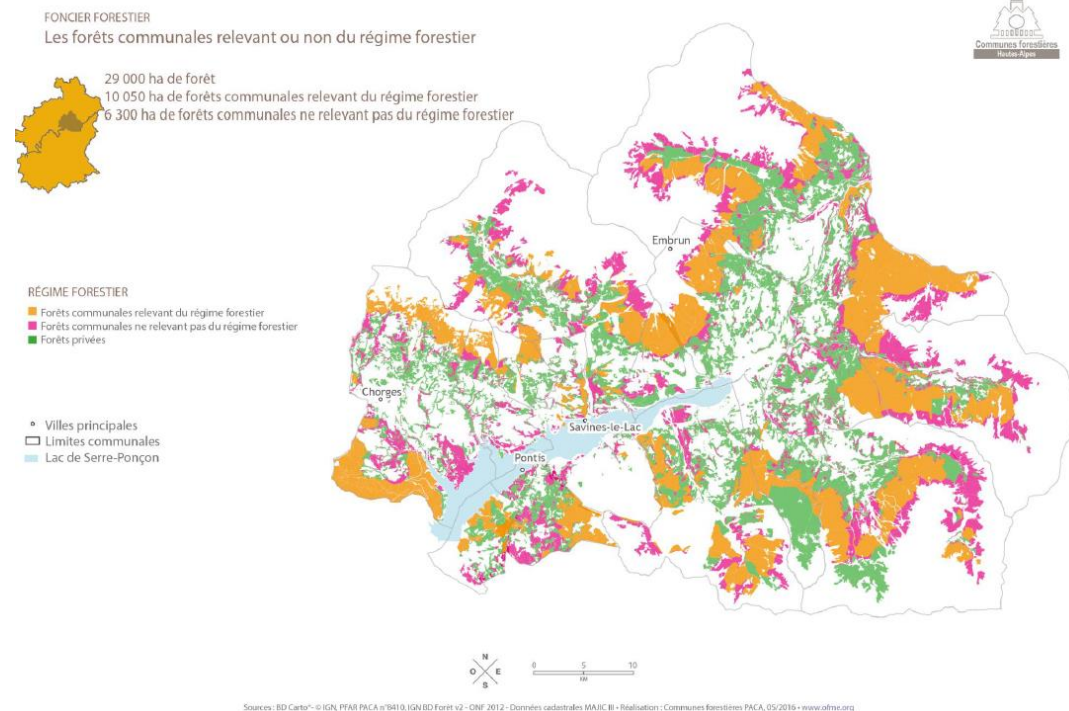 FONCIER FORESTIER
Les forêts communales relevant ou non du régime forestier
29 000 ha de forêt
10 050 ha de forêts communales relevant du régime forestier
6 300 ha de forêts communales ne relevant pas du régime forestier
Communes forestières
Hautes-Alpes
Embrun
RÉGIME FORESTIER
Forêts communales relevant du régime forestier
Forêts communales ne relevant pas du régime forestier
Forêts privées
Chorges
Villes principales
Limites communales
Lac de Serre-Ponçon
Savines-le-Lac
Pontis
N
O E
S
0 5 10
km
Sources : BD Carto® - © IGN, PFAR PACA n°8410, IGN BD Forêt v2 - ONF 2012 - Données cadastrales MAJIC III • Réalisation : Communes forestières PACA, 05/2016 • www.ofme.org